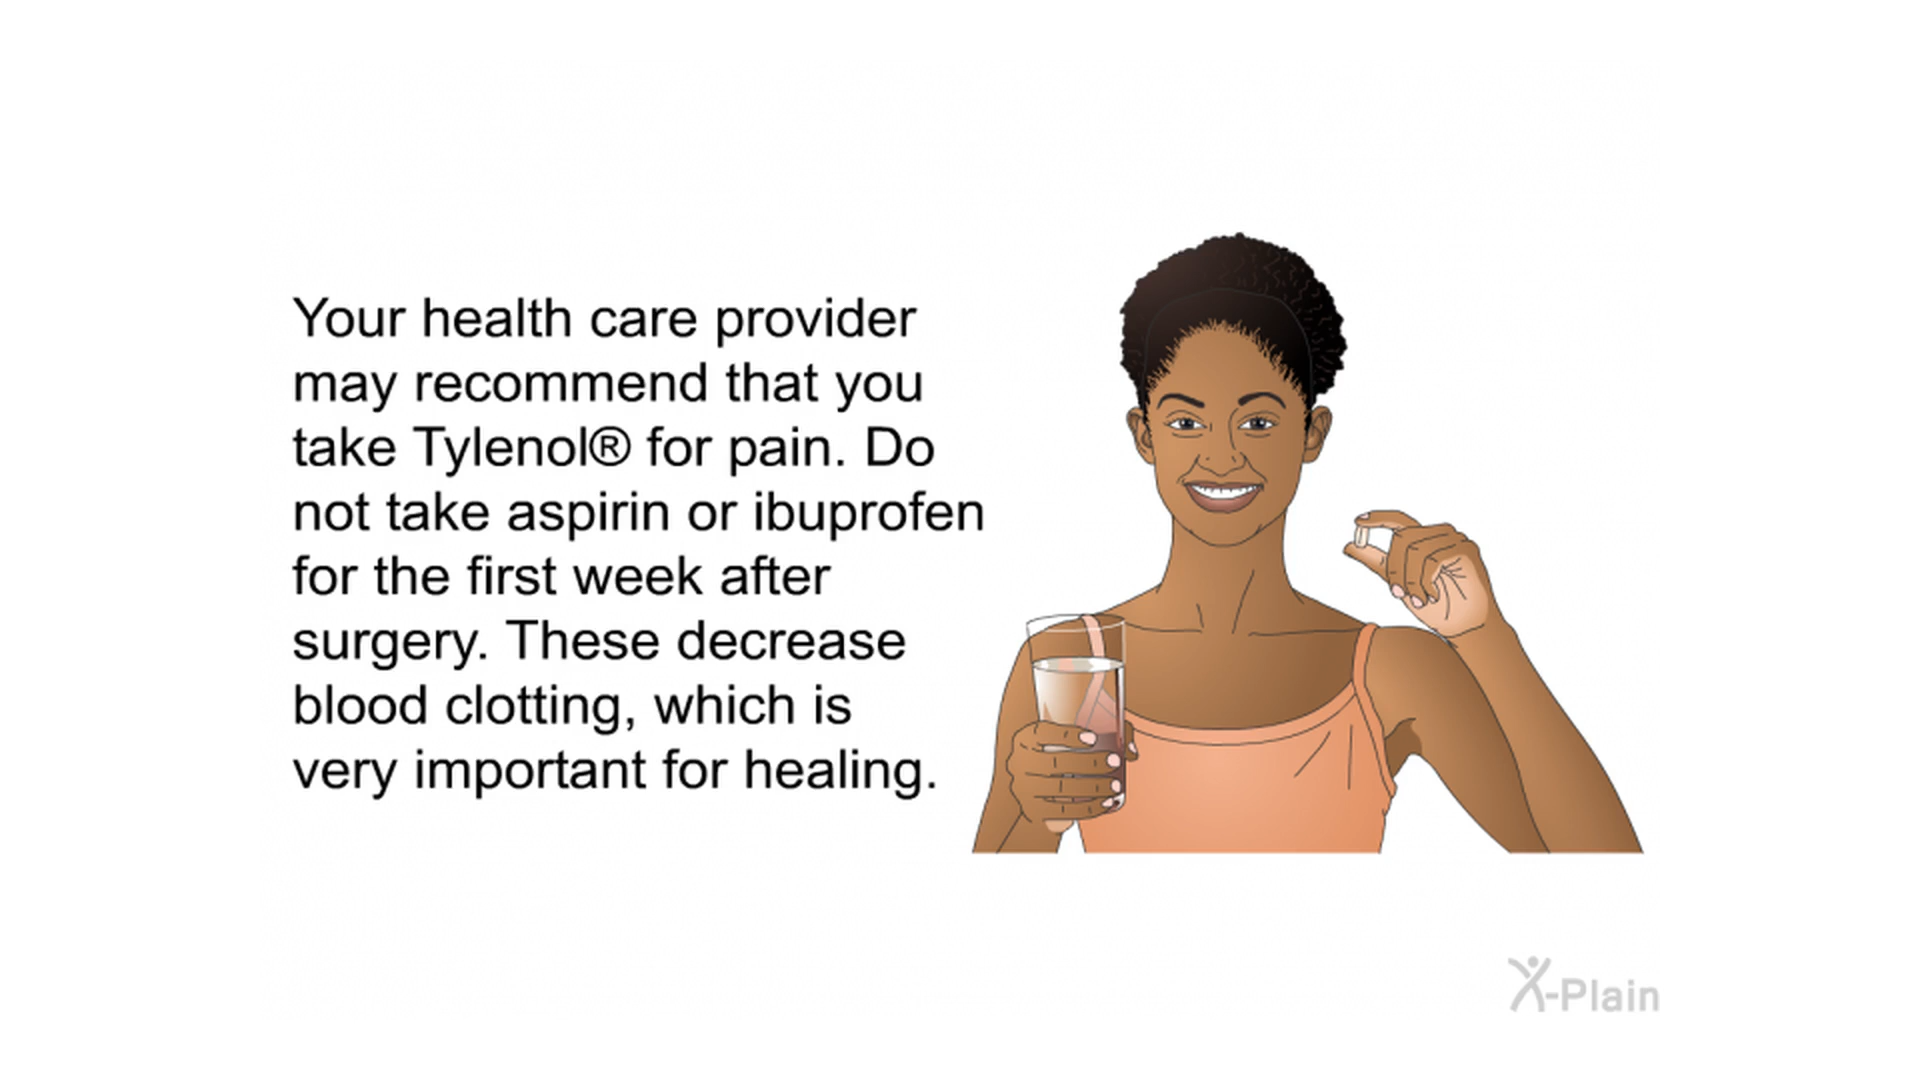 Your health care provider
may recommend that you
take Tylenol® for pain. Do
not take aspirin or ibuprofen
for the first week after
surgery. These decrease
blood clotting, which is
very important for healing.
X-Plain